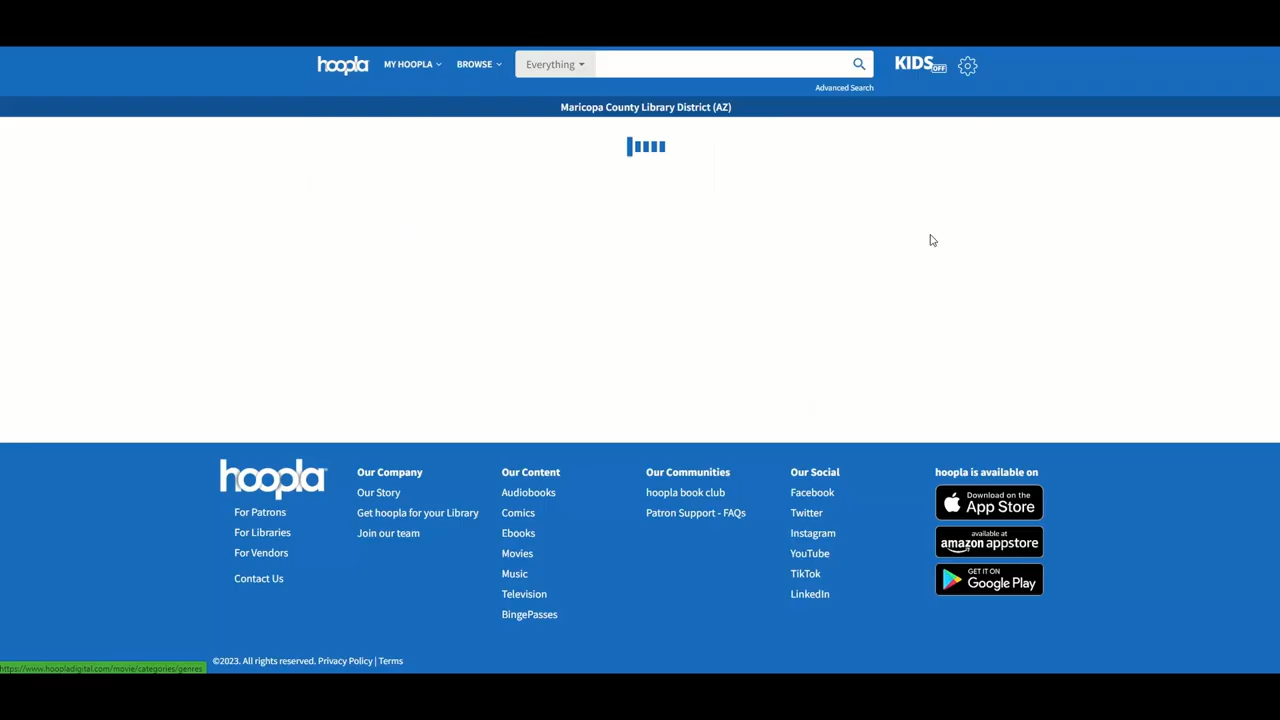 hoopla MY HOOPLA BROWSE Everything KIDS OFF
Advanced Search
Maricopa County Library District (AZ)
hoopla
For Patrons
For Libraries
For Vendors
Contact Us
Our Company
Our Story
Get hoopla for your Library
Join our team
Our Content
Audiobooks
Comics
Ebooks
Movies
Music
Television
BingePasses
Our Communities
hoopla book club
Patron Support - FAQs
Our Social
Facebook
Twitter
Instagram
YouTube
TikTok
LinkedIn
hoopla is available on
Download on the
App Store
available at
amazon appstore
GET IT ON
Google Play
©2023. All rights reserved. Privacy Policy | Terms
https://www.hoopladigital.com/movie/categories/genres